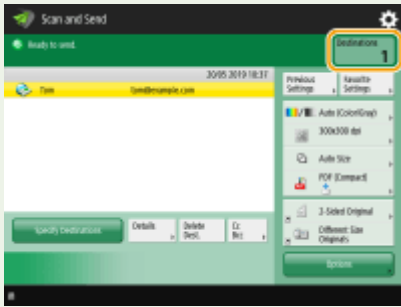 Scan and Send
Ready to send.
Destinations
1
20/05 2019 18:37
Tom
tom@example.com
Previous Settings
Favorite Settings
Auto (Color/Gray)
300x300 dpi
Auto Size
PDF (Compact)
2-Sided Original
Different Size Originals
Specify Destinations
Details
Delete Dest.
Cc Bcc
Options